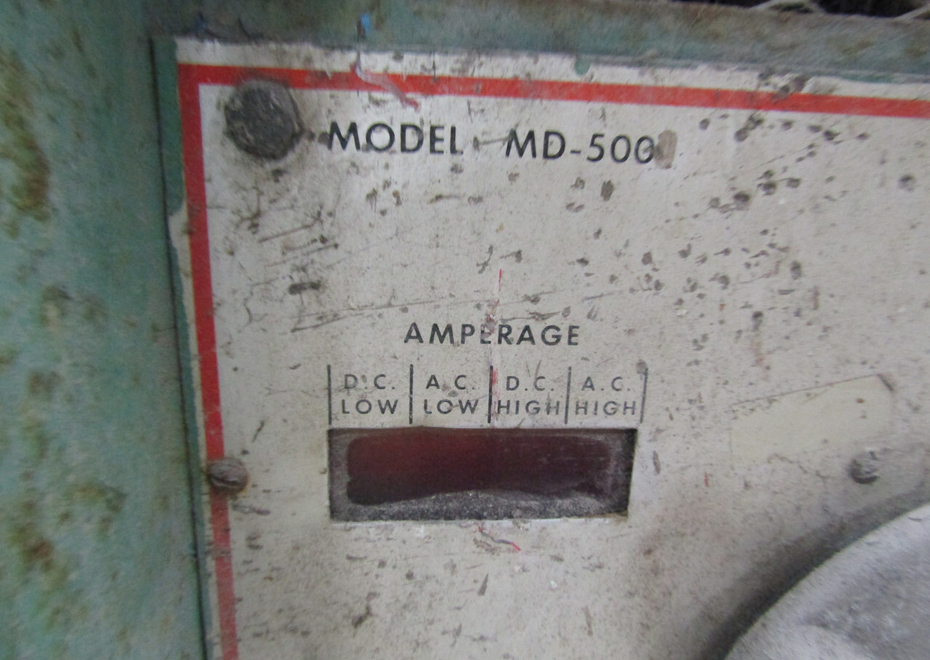 MODEL MD-500
AMPERAGE
D.C. A.C. D.C. A.C.
LOW LOW HIGH HIGH